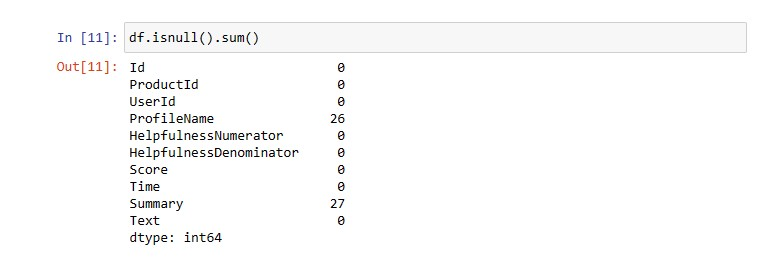 In [11]: df.isnull().sum()
Out[11]: Id 0
ProductId 0
UserId 0
ProfileName 26
HelpfulnessNumerator 0
HelpfulnessDenominator 0
Score 0
Time 0
Summary 27
Text 0
dtype: int64